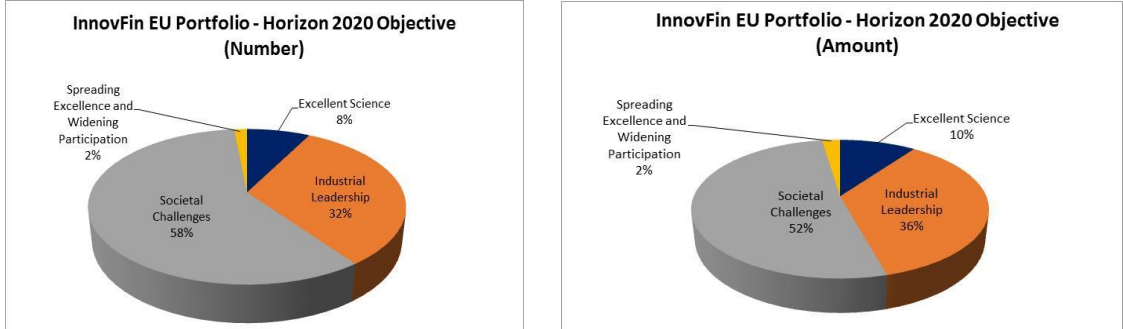 InnovFin EU Portfolio - Horizon 2020 Objective
(Number)
Spreading
Excellence and
Widening
Participation
2%
Excellent Science
8%
Industrial
Leadership
32%
Societal
Challenges
58%
InnovFin EU Portfolio - Horizon 2020 Objective
(Amount)
Spreading
Excellence and
Widening
Participation
2%
Excellent Science
10%
Industrial
Leadership
36%
Societal
Challenges
52%